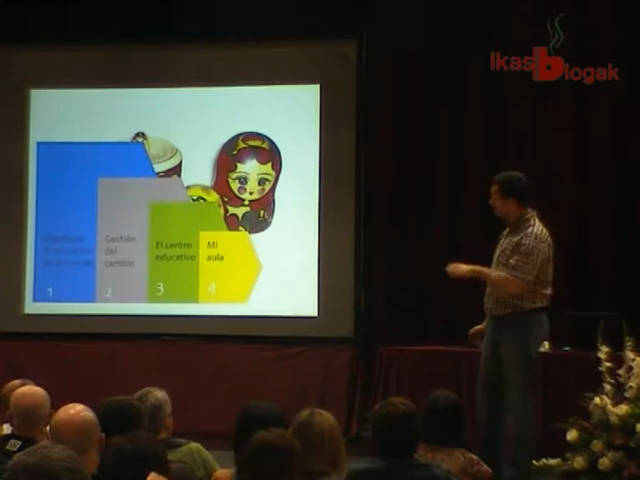 Ikasblogak
Gestión
del
cambio
El centro
educativo
Mi
aula
1
2
3
4